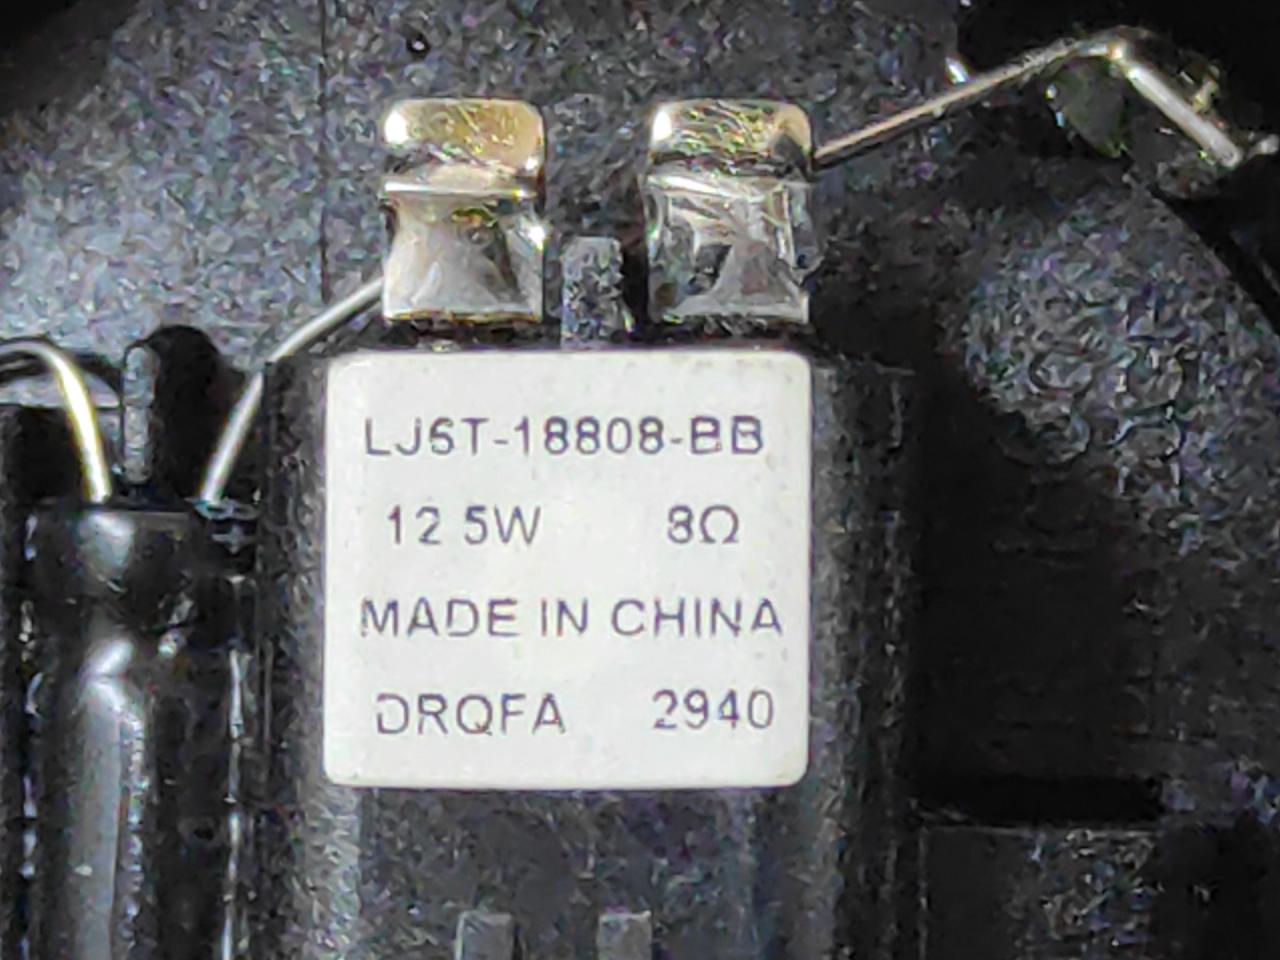 LJ6T-18808-BB
12.5W 8Ω
MADE IN CHINA
DRQFA 2940